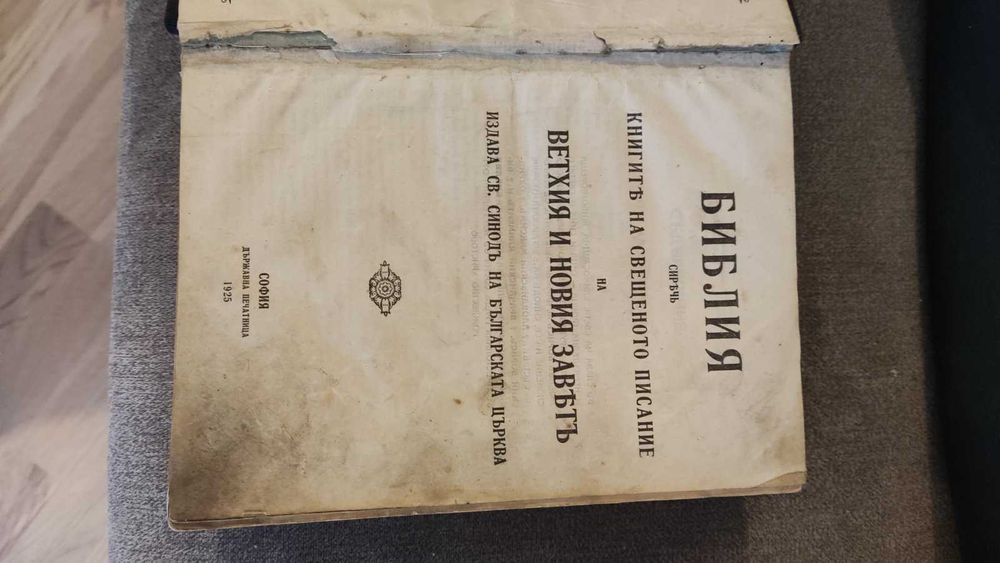 БИБЛИЯ
СИРѢЧЬ
КНИГИТѢ НА СВЕЩЕНОТО ПИСАНИЕ
НА
ВЕТХИЯ И НОВИЯ ЗАВѢТЪ
ИЗДАВА СВ. СИНОДЪ НА БЪЛГАРСКАТА ЦЪРКВА
СОФИЯ
ДЪРЖАВНА ПЕЧАТНИЦА
1925